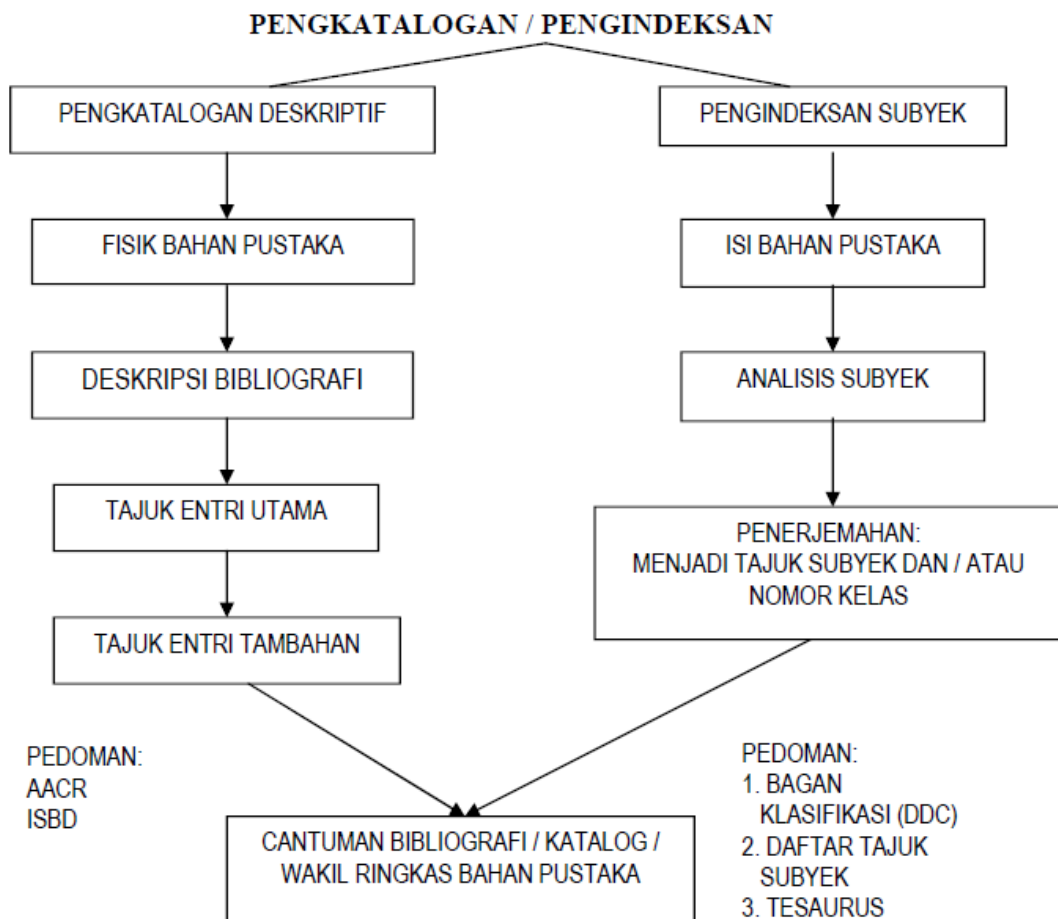 PENGKATALOGAN / PENGINDEKSAN
PENGKATALOGAN DESKRIPTIF
PENGINDEKSAN SUBYEK
FISIK BAHAN PUSTAKA
ISI BAHAN PUSTAKA
DESKRIPSI BIBLIOGRAFI
ANALISIS SUBYEK
TAJUK ENTRI UTAMA
PENERJEMAHAN:
MENJADI TAJUK SUBYEK DAN / ATAU
NOMOR KELAS
TAJUK ENTRI TAMBAHAN
PEDOMAN:
AACR
ISBD
CANTUMAN BIBLIOGRAFI / KATALOG /
WAKIL RINGKAS BAHAN PUSTAKA
PEDOMAN:
1. BAGAN
KLASIFIKASI (DDC)
2. DAFTAR TAJUK
SUBYEK
3. TESAURUS